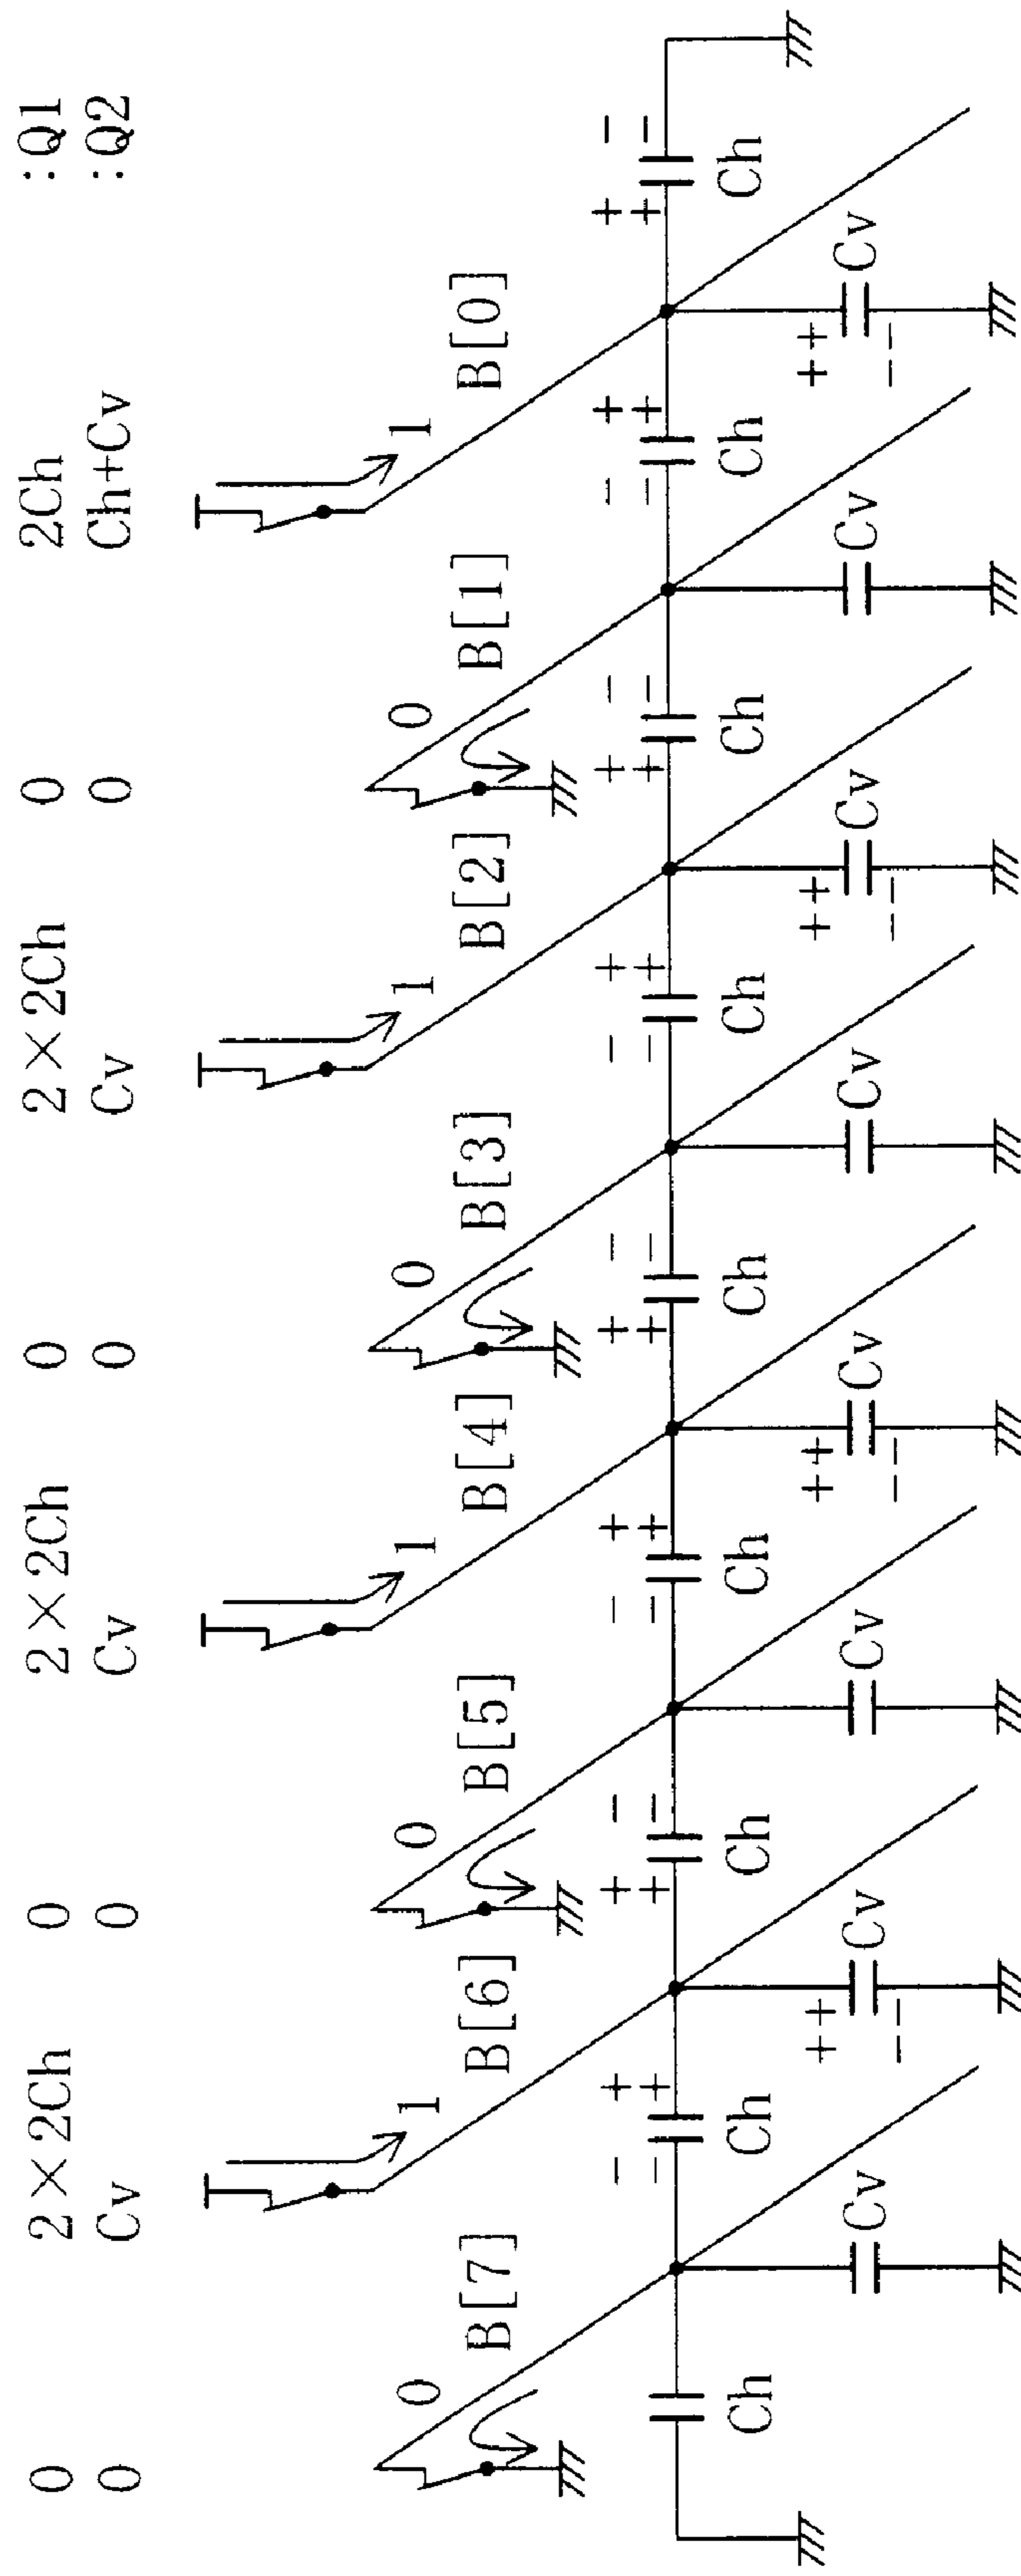 0 2×2Ch 0 2×2Ch 0 2×2Ch 0 2Ch :Q1
0 Cv 0 Cv 0 Cv 0 Ch+Cv :Q2
0 1 0 1 0 1 0 1
B[7] B[6] B[5] B[4] B[3] B[2] B[1] B[0]
－ ＋ ＋ － － ＋ ＋ － － ＋ ＋ － － ＋ ＋ －
－ ＋ ＋ － － ＋ ＋ － － ＋ ＋ － － ＋ ＋ －
Ch Ch Ch Ch Ch Ch Ch Ch Ch
＋＋ ＋＋ ＋＋ ＋＋
Cv Cv Cv Cv Cv Cv Cv Cv
－－ －－ －－ －－